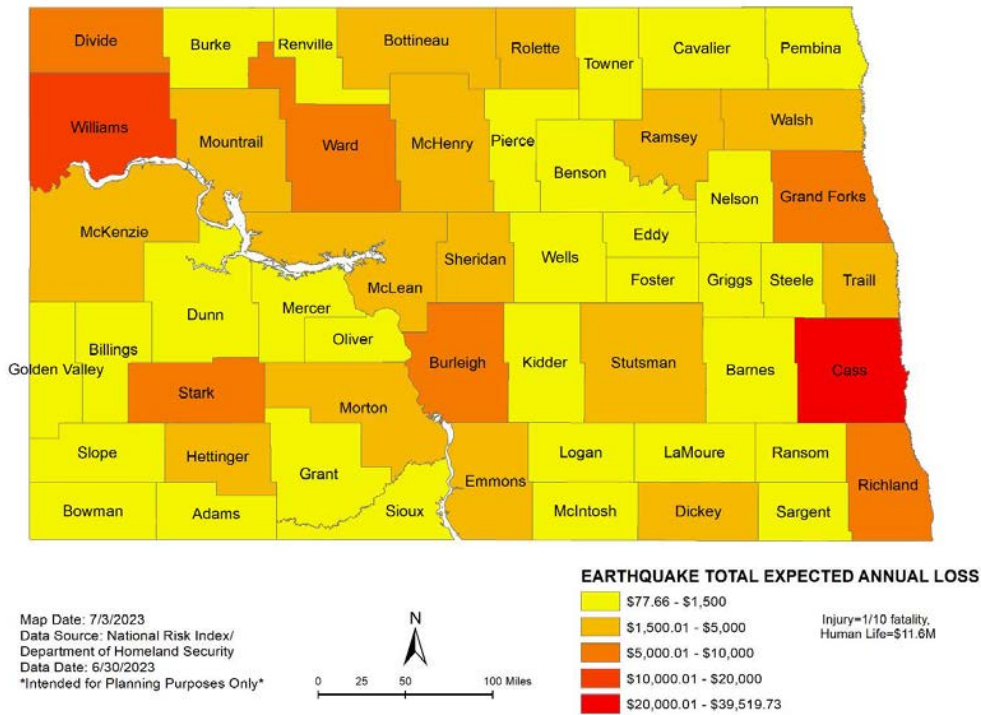 Divide
Burke
Renville
Bottineau
Rolette
Towner
Cavalier
Pembina
Williams
Mountrail
Ward
McHenry
Pierce
Benson
Ramsey
Walsh
Nelson
Grand Forks
McKenzie
McLean
Sheridan
Wells
Eddy
Foster
Griggs
Steele
Traill
Dunn
Mercer
Oliver
Billings
Golden Valley
Stark
Morton
Burleigh
Kidder
Stutsman
Barnes
Cass
Slope
Hettinger
Grant
Emmons
Logan
LaMoure
Ransom
Richland
Bowman
Adams
Sioux
McIntosh
Dickey
Sargent
Map Date: 7/3/2023
Data Source: National Risk Index/
Department of Homeland Security
Data Date: 6/30/2023
*Intended for Planning Purposes Only*
N
0 25 50 100 Miles
EARTHQUAKE TOTAL EXPECTED ANNUAL LOSS
$77.66 - $1,500
$1,500.01 - $5,000
$5,000.01 - $10,000
$10,000.01 - $20,000
$20,000.01 - $39,519.73
Injury=1/10 fatality,
Human Life=$11.6M